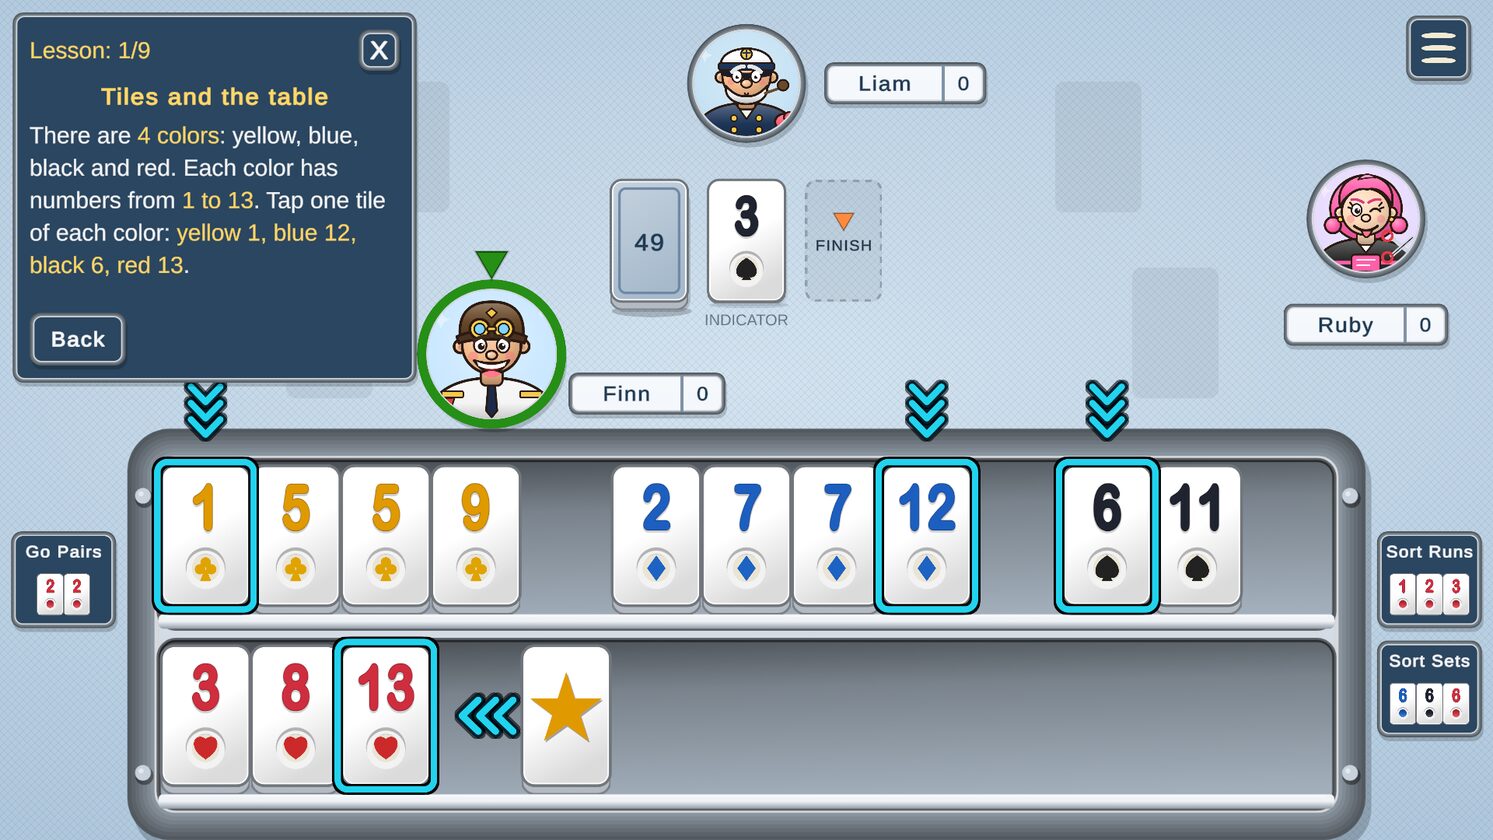 Lesson: 1/9
X
Tiles and the table
There are 4 colors: yellow, blue,
black and red. Each color has
numbers from 1 to 13. Tap one tile
of each color: yellow 1, blue 12,
black 6, red 13.
Back
Liam 0
49
3
FINISH
INDICATOR
Ruby 0
Finn 0
1 5 5 9 2 7 7 12 6 11
Go Pairs
2 2
Sort Runs
1 2 3
3 8 13
Sort Sets
6 6 6